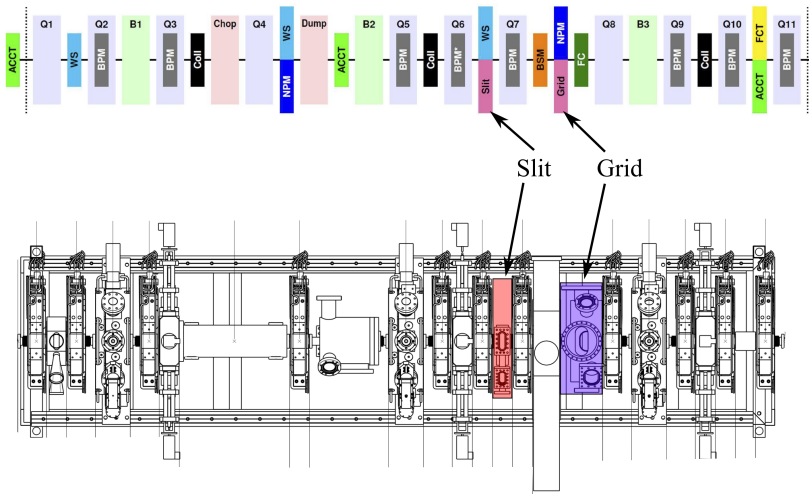 Q1
Q2
B1
Q3
Chop
Q4
WS
Dump
B2
Q5
Q6
WS
Q7
NPM
Q8
B3
Q9
Q10
FCT
Q11
ACCT
WS
BPM
BPM
Coll
NPM
ACCT
BPM
Coll
BPM*
Slit
BPM
BSM
Grid
FC
BPM
Coll
BPM
ACCT
BPM
Slit
Grid